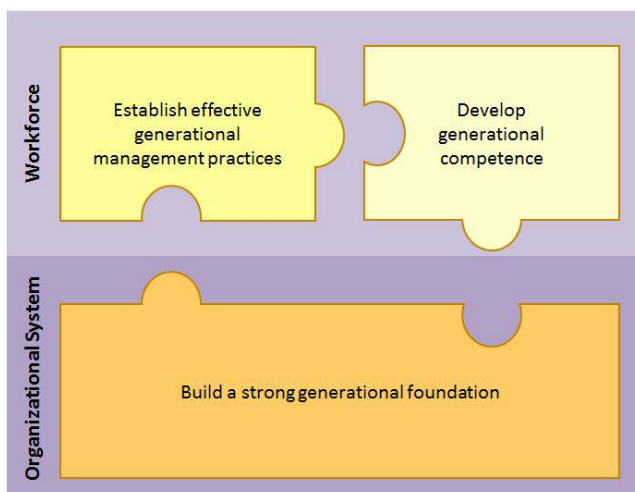 Workforce
Establish effective
generational
management practices
Develop
generational
competence
Organizational System
Build a strong generational foundation